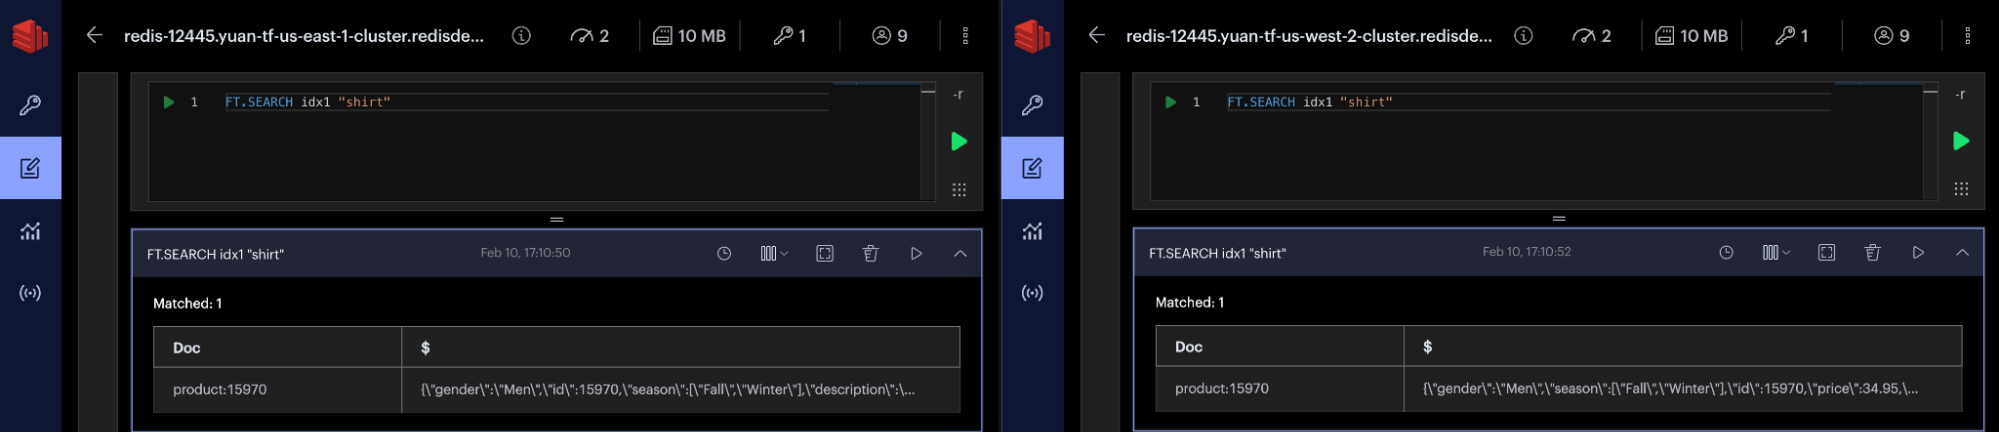 redis-12445.yuan-tf-us-east-1-cluster.redisde...
2
10 MB
1
9
1 FT.SEARCH idx1 "shirt"
-r
FT.SEARCH idx1 "shirt"
Feb 10, 17:10:50
Matched: 1
Doc $
product:15970 {\"gender\":\"Men\",\"id\":15970,\"season\":[\"Fall\",\"Winter\"],\"description\":\...
redis-12445.yuan-tf-us-west-2-cluster.redisde...
2
10 MB
1
9
1 FT.SEARCH idx1 "shirt"
-r
FT.SEARCH idx1 "shirt"
Feb 10, 17:10:52
Matched: 1
Doc $
product:15970 {\"gender\":\"Men\",\"season\":[\"Fall\",\"Winter\"],\"id\":15970,\"price\":34.95,\...